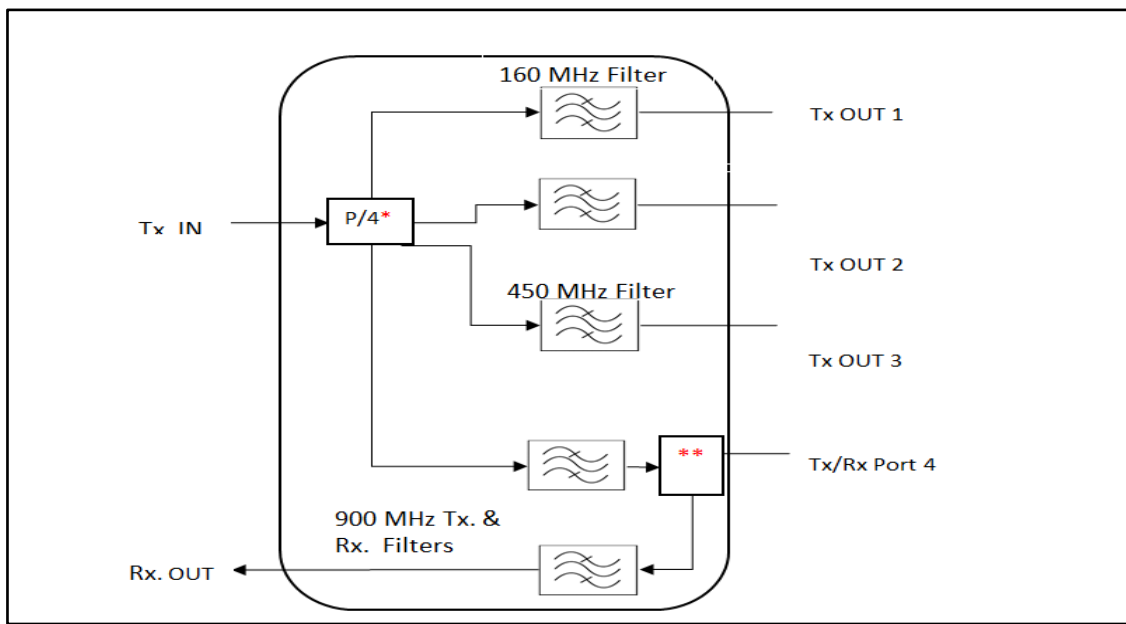 160 MHz Filter
Tx OUT 1
P/4*
Tx IN
Tx OUT 2
450 MHz Filter
Tx OUT 3
**
Tx/Rx Port 4
900 MHz Tx. &
Rx. Filters
Rx. OUT